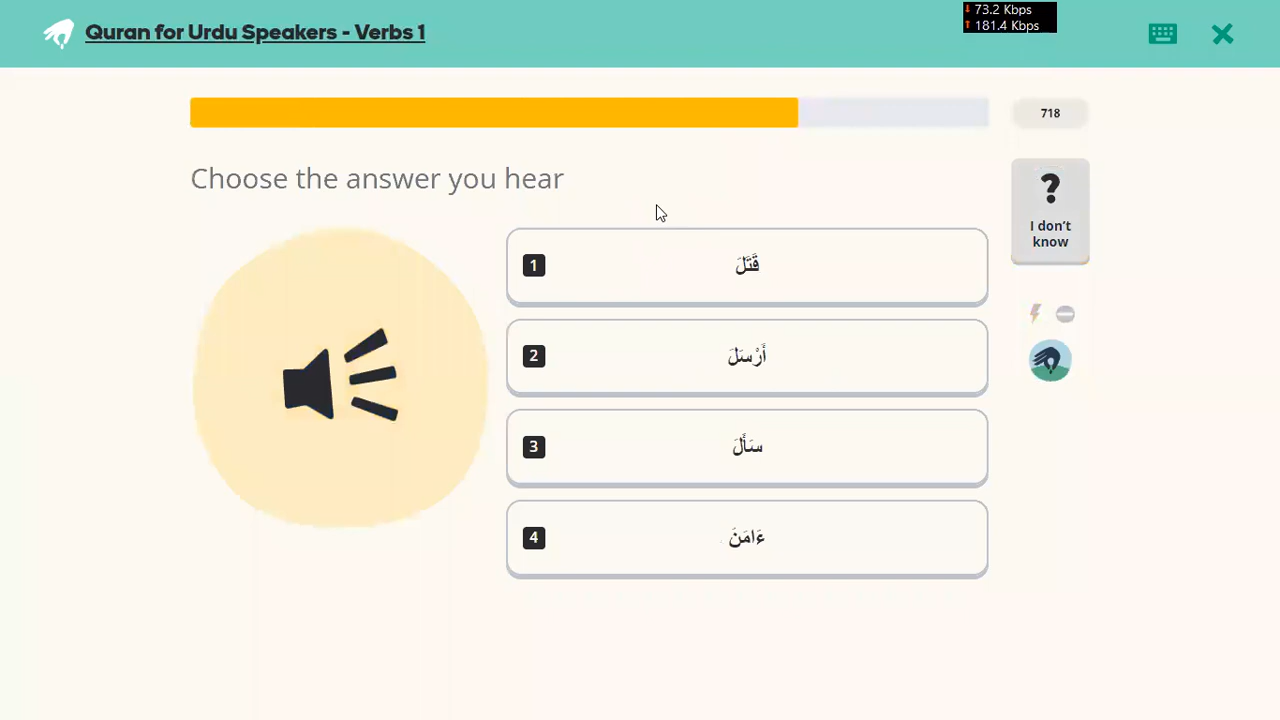 Quran for Urdu Speakers - Verbs 1
↓ 73.2 Kbps
↑ 181.4 Kbps
718
Choose the answer you hear
?
I don't
know
1 قَتَلَ
2 أَرْسَلَ
3 سَأَلَ
4 ءَامَنَ